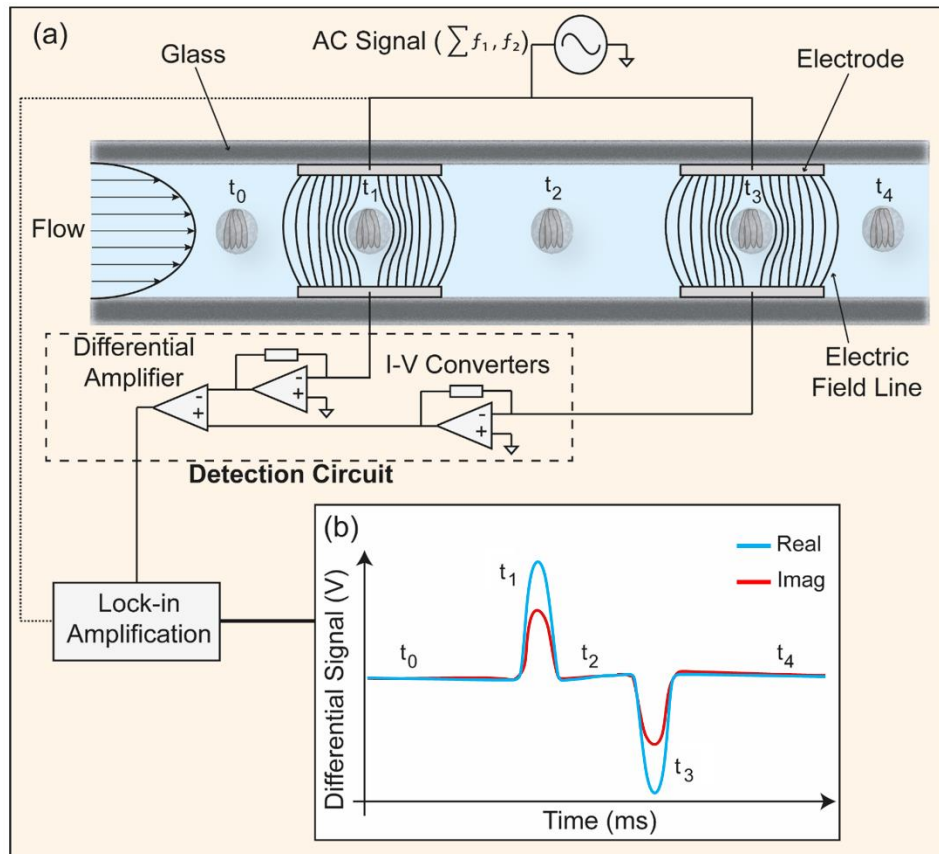 (a)
AC Signal (∑ f₁, f₂)
Glass
Electrode
t₀
t₁
t₂
t₃
t₄
Flow
Differential
Amplifier
I-V Converters
Electric
Field Line
-
+
-
+
-
+
Detection Circuit
Lock-in
Amplification
(b)
Real
Imag
Differential Signal (V)
t₀
t₁
t₂
t₃
t₄
Time (ms)